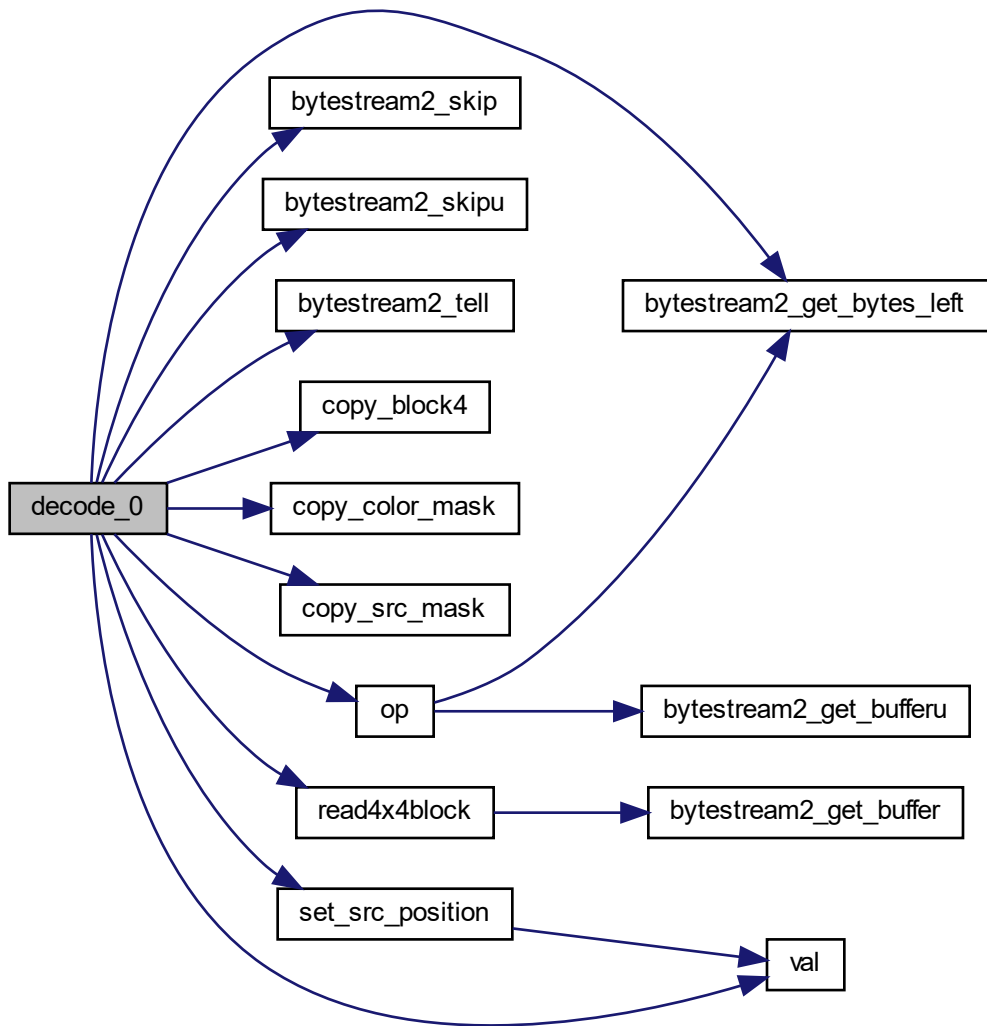 bytestream2_skip
bytestream2_skipu
bytestream2_tell
bytestream2_get_bytes_left
copy_block4
decode_0
copy_color_mask
copy_src_mask
op
bytestream2_get_bufferu
read4x4block
bytestream2_get_buffer
set_src_position
val